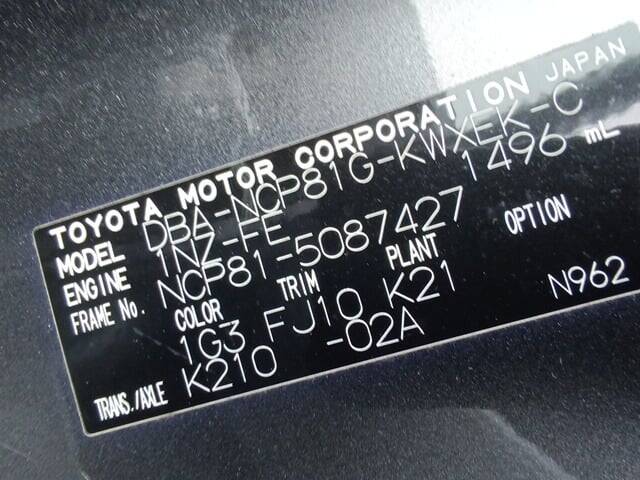 TOYOTA MOTOR CORPORATION JAPAN
MODEL DBA-NCP81G-KWXEK-C
ENGINE 1NZ-FE 1496 mL
FRAME No. NCP81-5087427
COLOR TRIM PLANT OPTION
1G3 FJ10 K21 N962
TRANS./AXLE K210 -02A